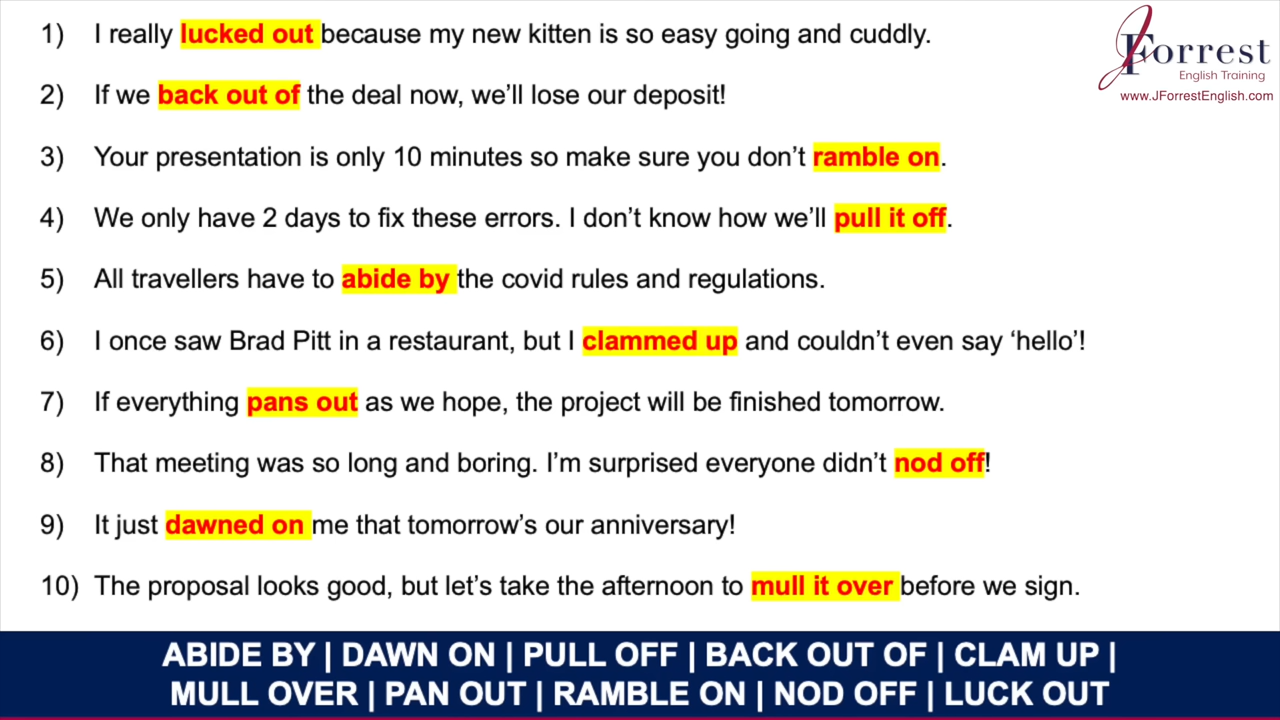 1) I really lucked out because my new kitten is so easy going and cuddly.
JForrest
English Training
www.JForrestEnglish.com
2) If we back out of the deal now, we’ll lose our deposit!
3) Your presentation is only 10 minutes so make sure you don’t ramble on.
4) We only have 2 days to fix these errors. I don’t know how we’ll pull it off.
5) All travellers have to abide by the covid rules and regulations.
6) I once saw Brad Pitt in a restaurant, but I clammed up and couldn’t even say ‘hello’!
7) If everything pans out as we hope, the project will be finished tomorrow.
8) That meeting was so long and boring. I’m surprised everyone didn’t nod off!
9) It just dawned on me that tomorrow’s our anniversary!
10) The proposal looks good, but let’s take the afternoon to mull it over before we sign.
ABIDE BY | DAWN ON | PULL OFF | BACK OUT OF | CLAM UP |
MULL OVER | PAN OUT | RAMBLE ON | NOD OFF | LUCK OUT